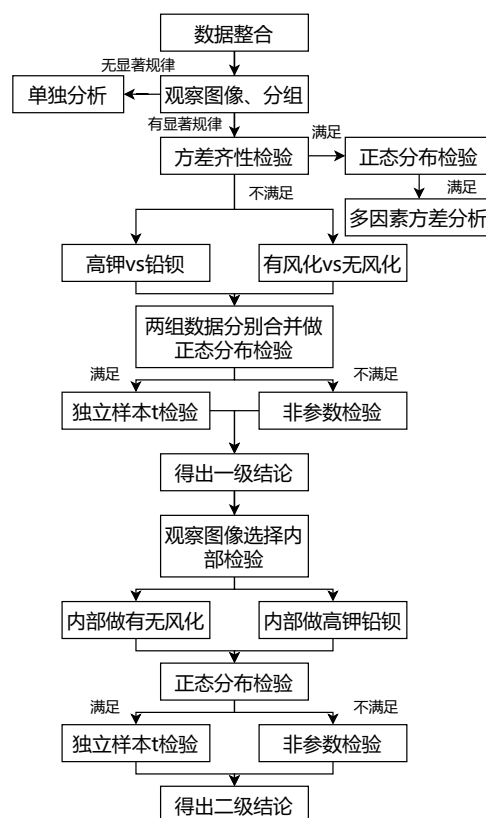 数据整合
无显著规律
单独分析
观察图像、分组
有显著规律
满足
方差齐性检验
正态分布检验
不满足
满足
多因素方差分析
高钾vs铅钡
有风化vs无风化
两组数据分别合并做
正态分布检验
满足
不满足
独立样本t检验
非参数检验
得出一级结论
观察图像选择内
部检验
内部做有无风化
内部做高钾铅钡
正态分布检验
满足
不满足
独立样本t检验
非参数检验
得出二级结论